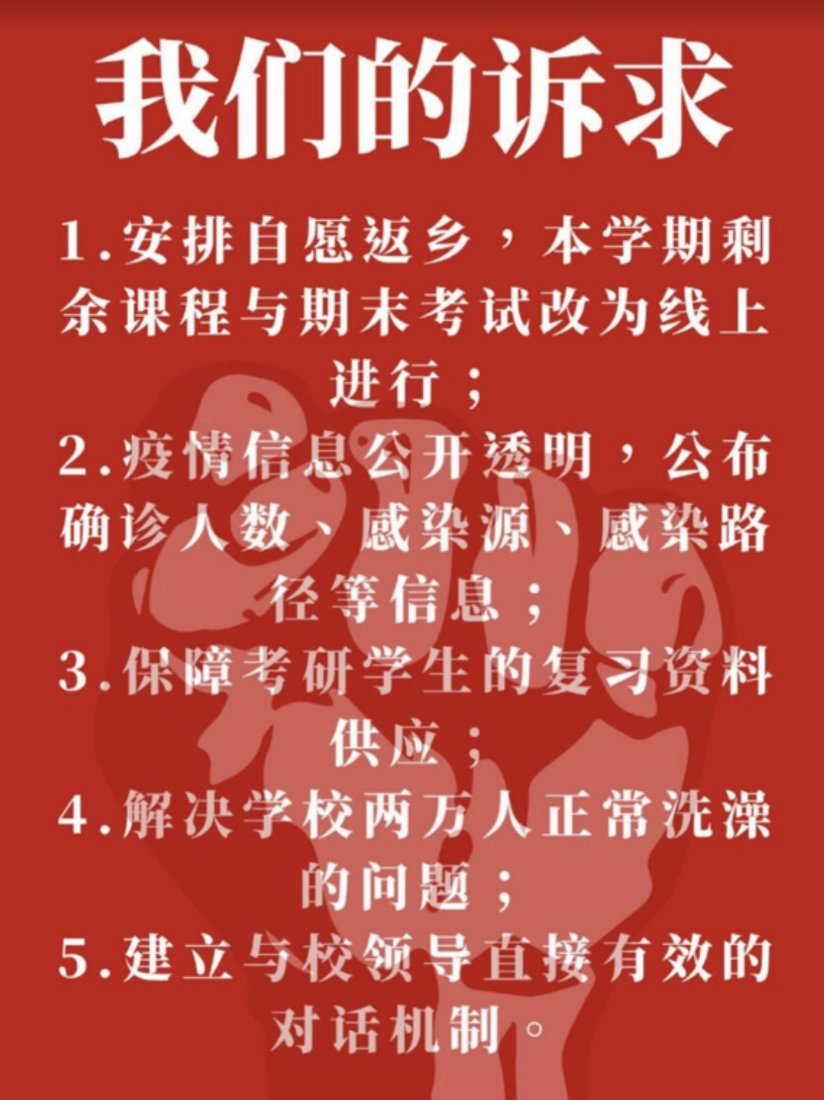 我们的诉求
1.安排自愿返乡，本学期剩
余课程与期末考试改为线上
进行；
2.疫情信息公开透明，公布
确诊人数、感染源、感染路
径等信息；
3.保障考研学生的复习资料
供应；
4.解决学校两万人正常洗澡
的问题；
5.建立与校领导直接有效的
对话机制。